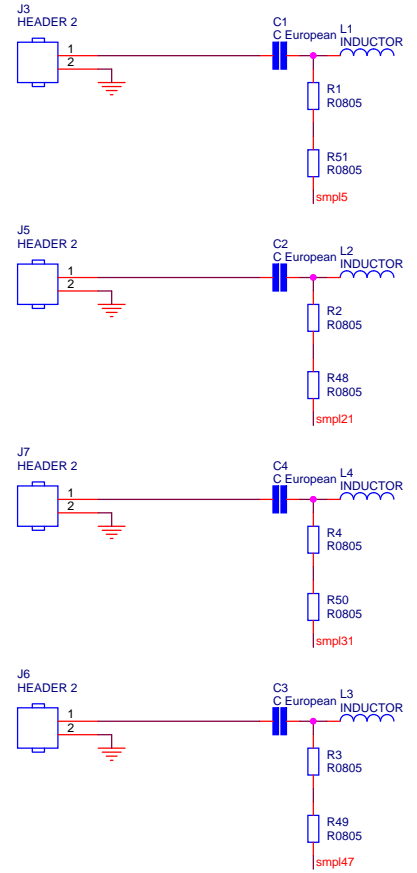 J3
HEADER 2
1
2
C1
C European
L1
INDUCTOR
R1
R0805
R51
R0805
smpl5
J5
HEADER 2
1
2
C2
C European
L2
INDUCTOR
R2
R0805
R48
R0805
smpl21
J7
HEADER 2
1
2
C4
C European
L4
INDUCTOR
R4
R0805
R50
R0805
smpl31
J6
HEADER 2
1
2
C3
C European
L3
INDUCTOR
R3
R0805
R49
R0805
smpl47